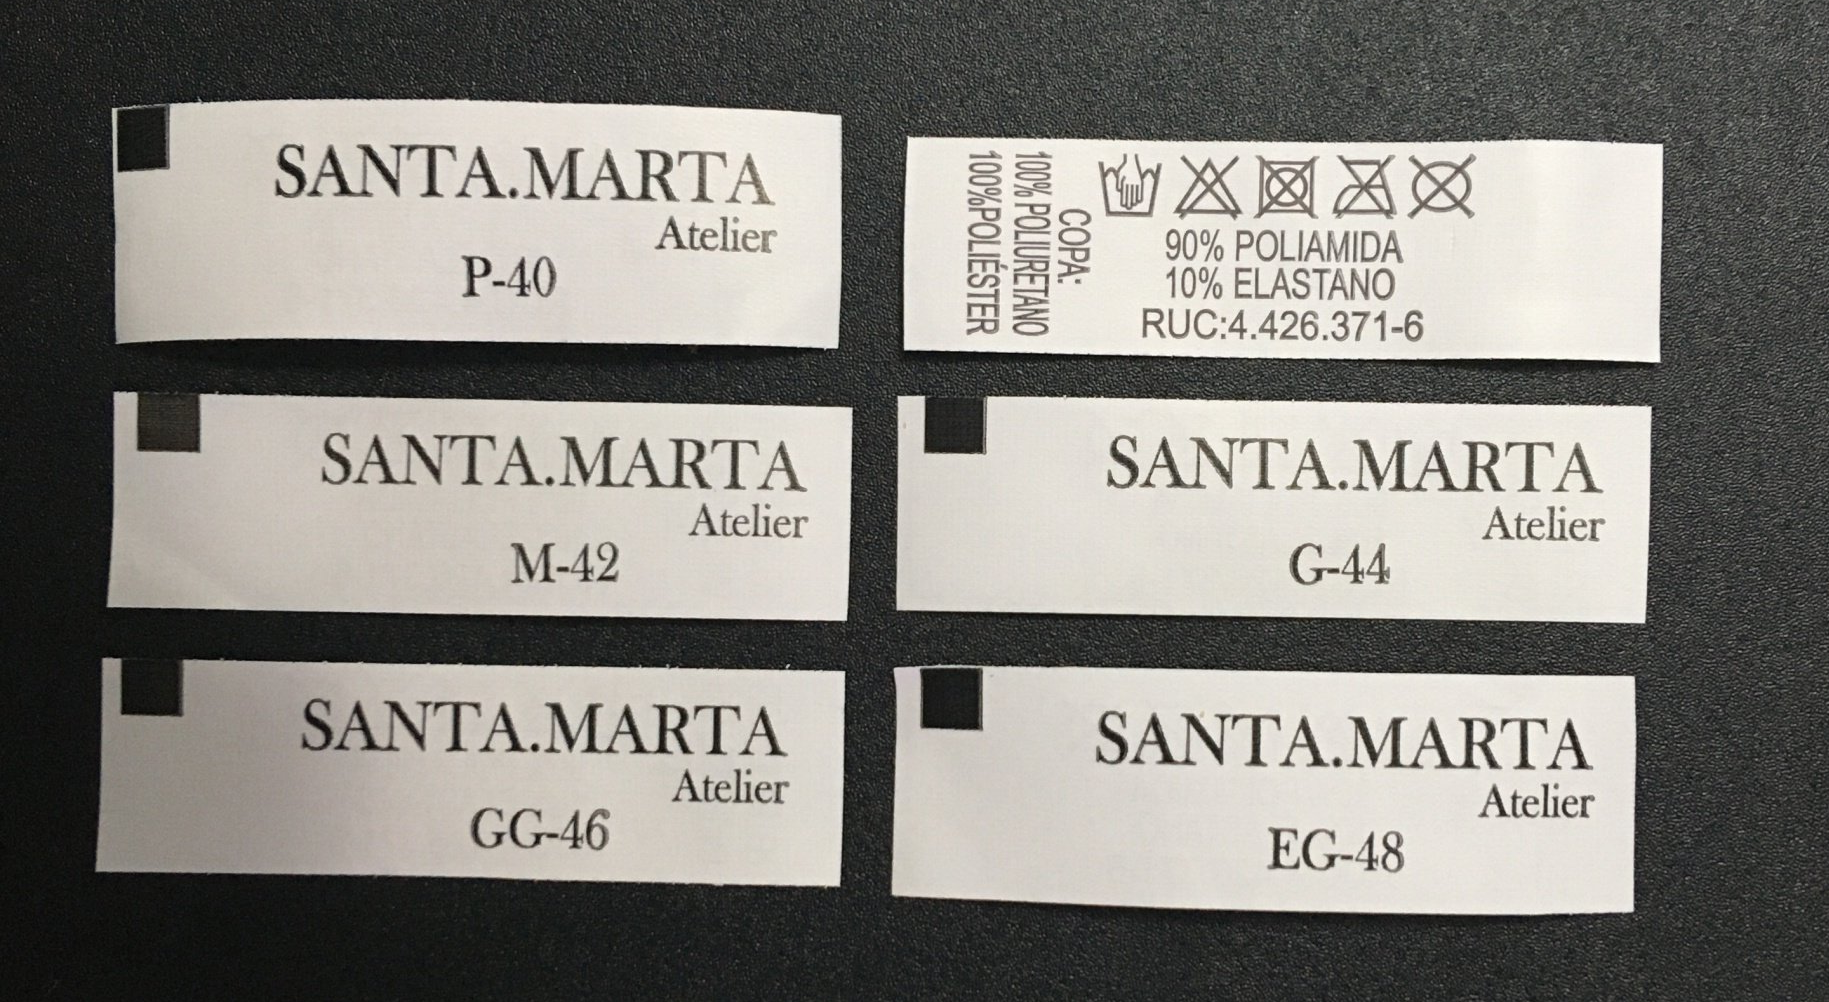 SANTA.MARTA
Atelier
P-40
COPA:
100% POLIURETANO
100%POLIÉSTER
90% POLIAMIDA
10% ELASTANO
RUC:4.426.371-6
SANTA.MARTA
Atelier
M-42
SANTA.MARTA
Atelier
G-44
SANTA.MARTA
Atelier
GG-46
SANTA.MARTA
Atelier
EG-48